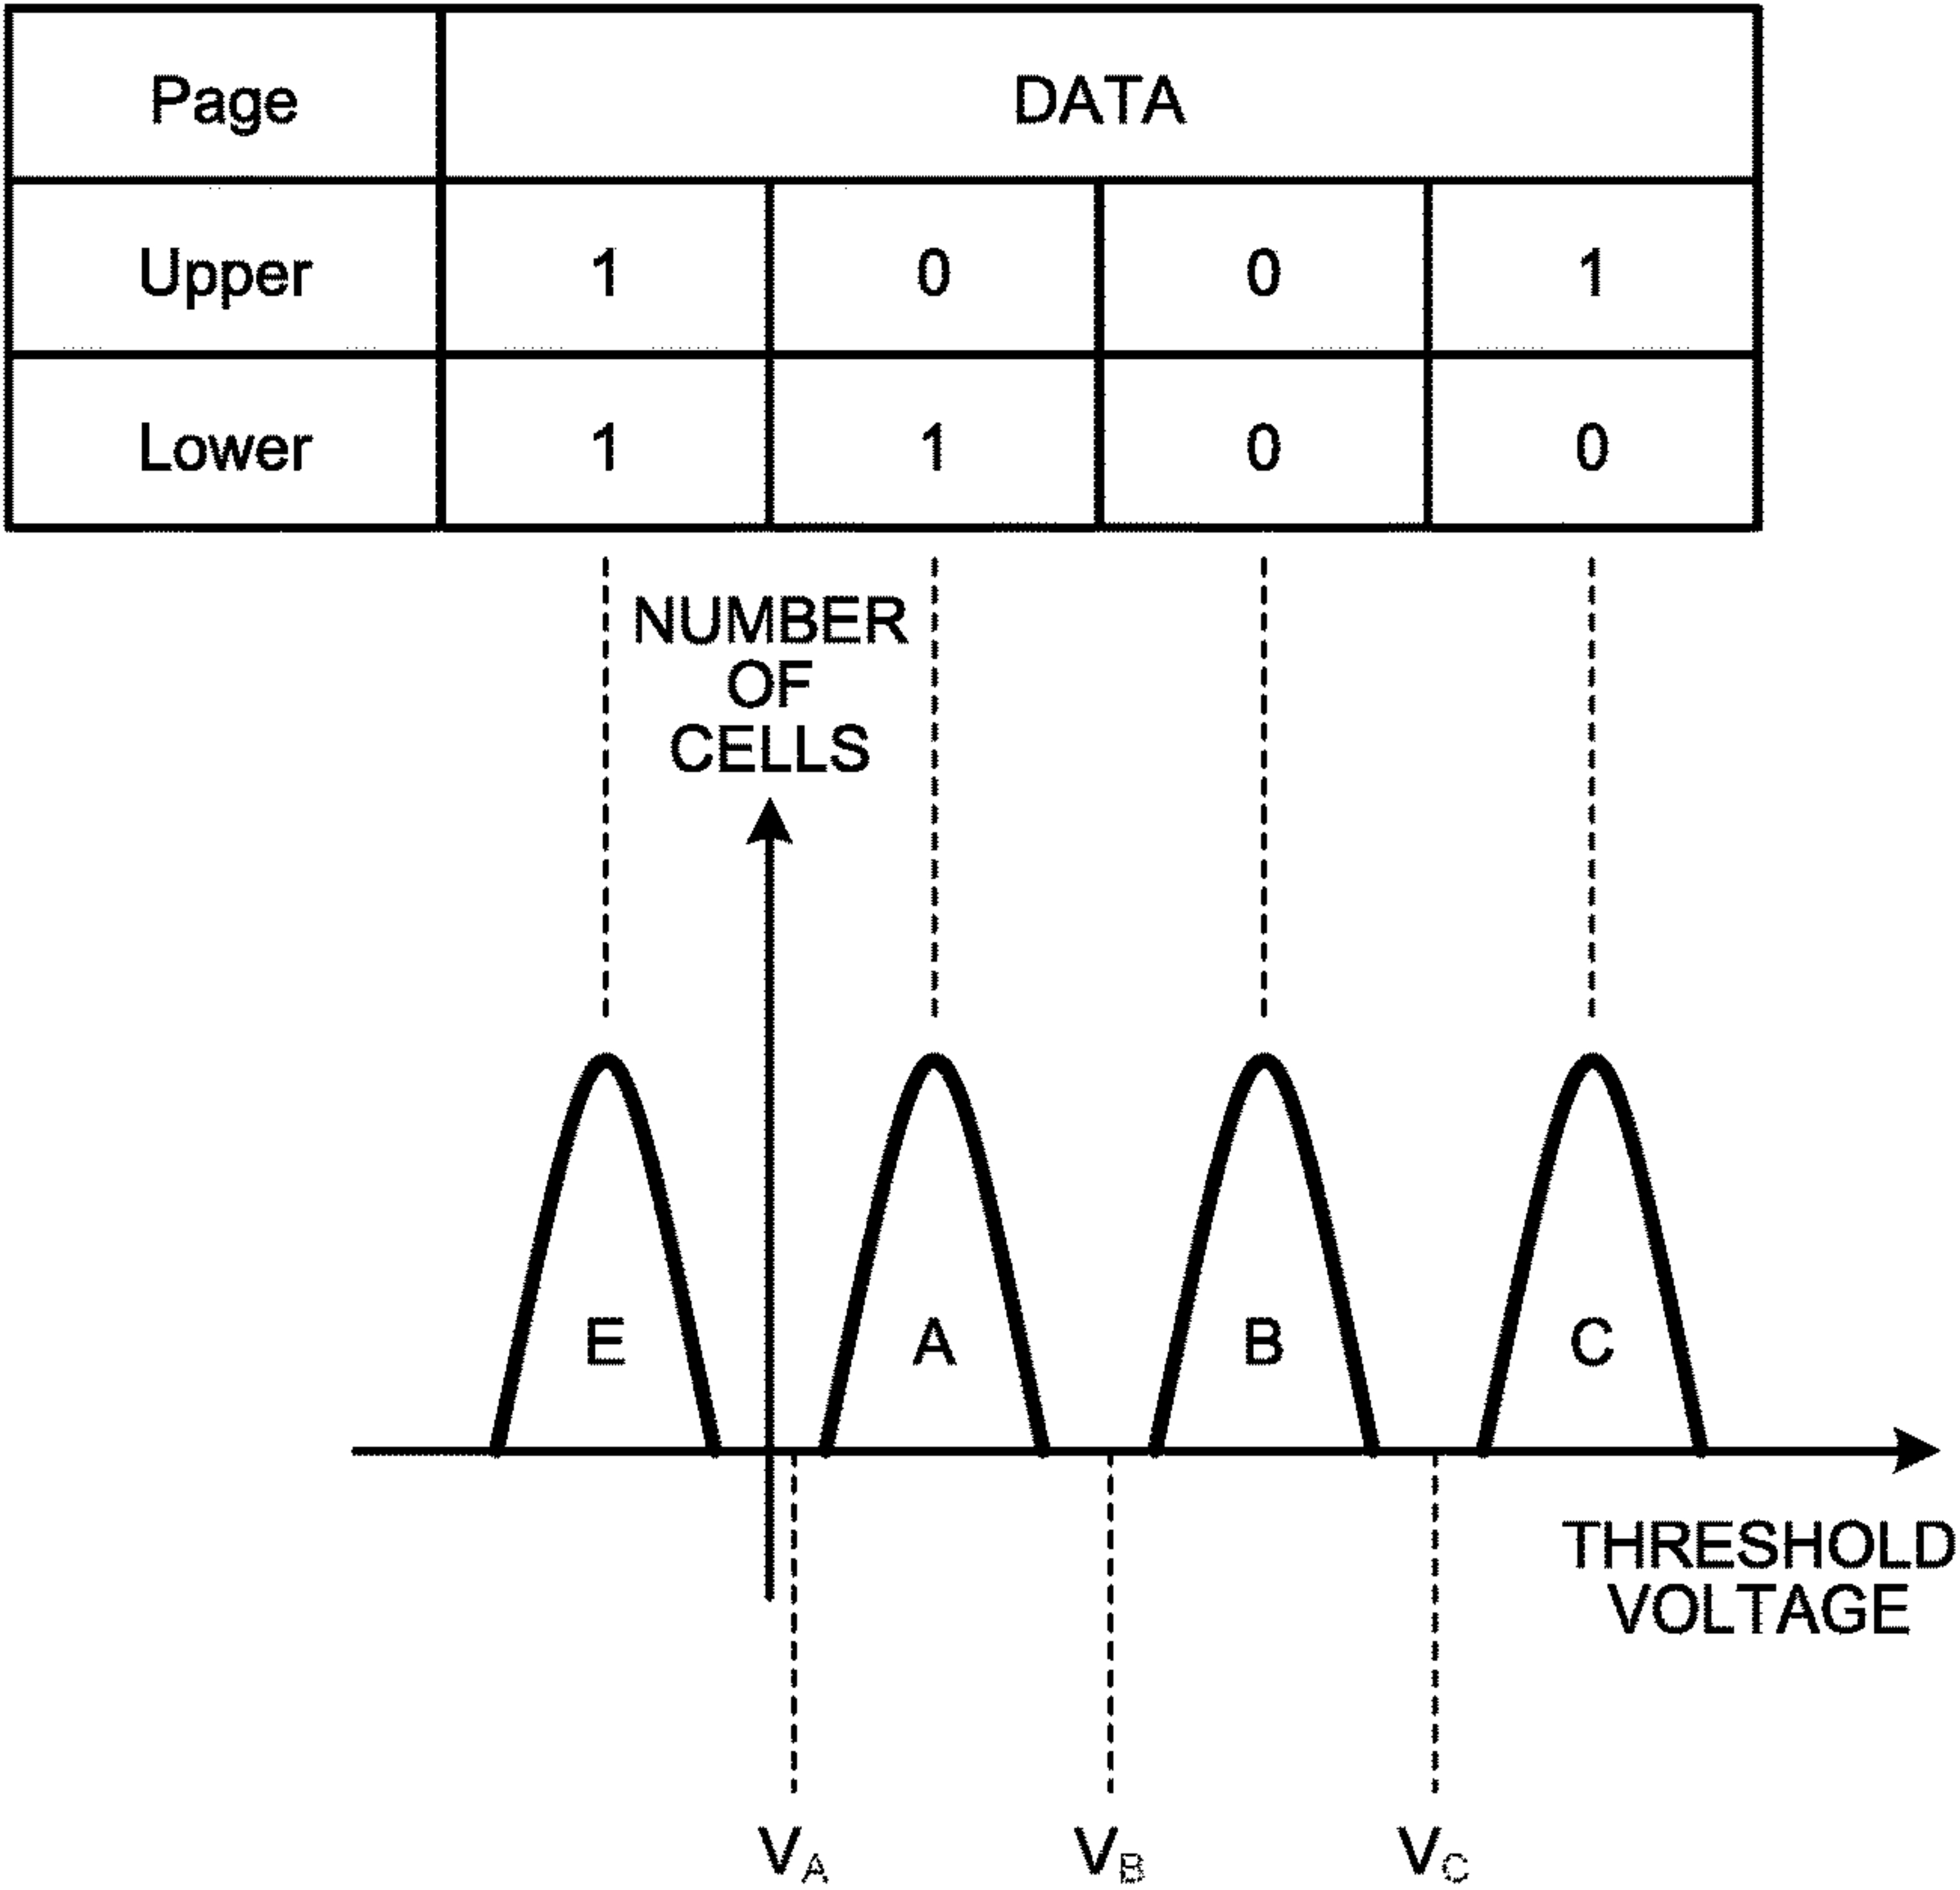 Page DATA
Upper 1 0 0 1
Lower 1 1 0 0
NUMBER
OF
CELLS
E A B C
THRESHOLD
VOLTAGE
VA VB VC